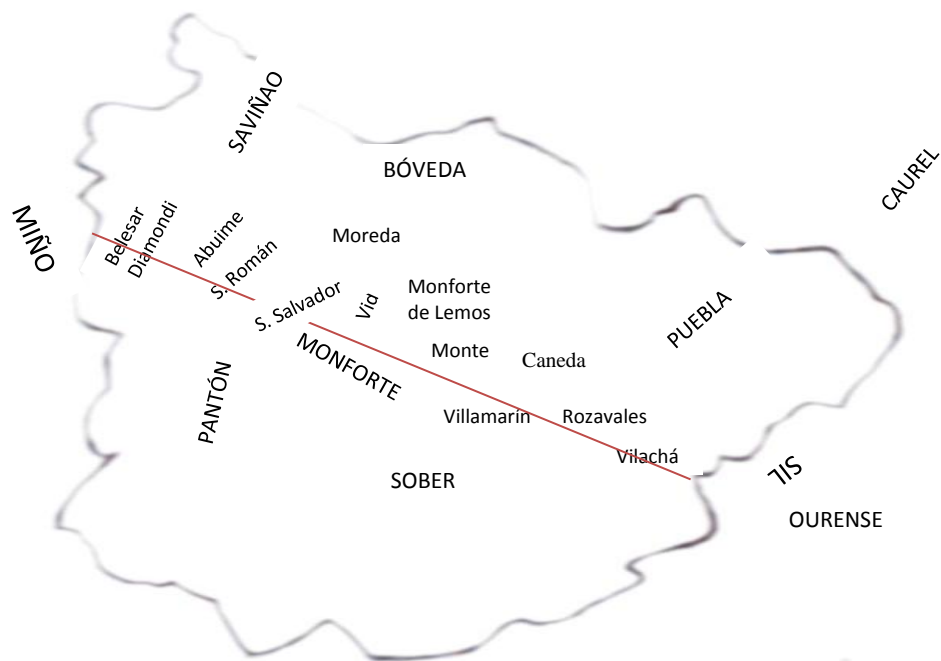 SAVIÑAO
BÓVEDA
CAUREL
MIÑO
Belesar
Diamondi
Abuime
S. Román
Moreda
S. Salvador
Vid
Monforte
de Lemos
PUEBLA
MONFORTE
Monte
Caneda
PANTÓN
Villamarín
Rozavales
Vilachá
SOBER
SIL
OURENSE